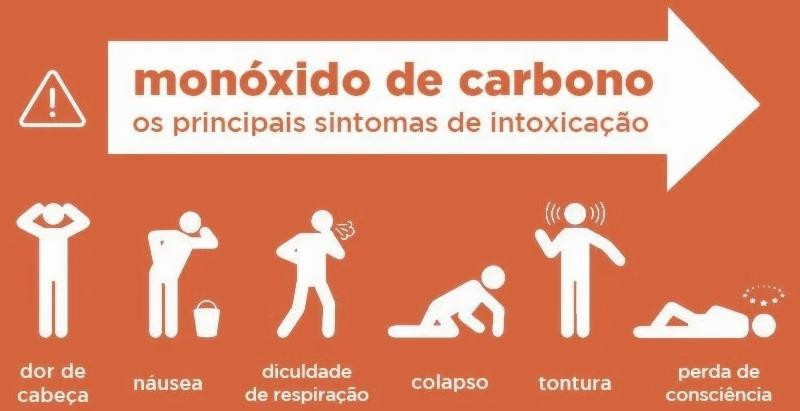 monóxido de carbono
os principais sintomas de intoxicação
dor de
cabeça
náusea
diculdade
de respiração
colapso
tontura
perda de
consciência